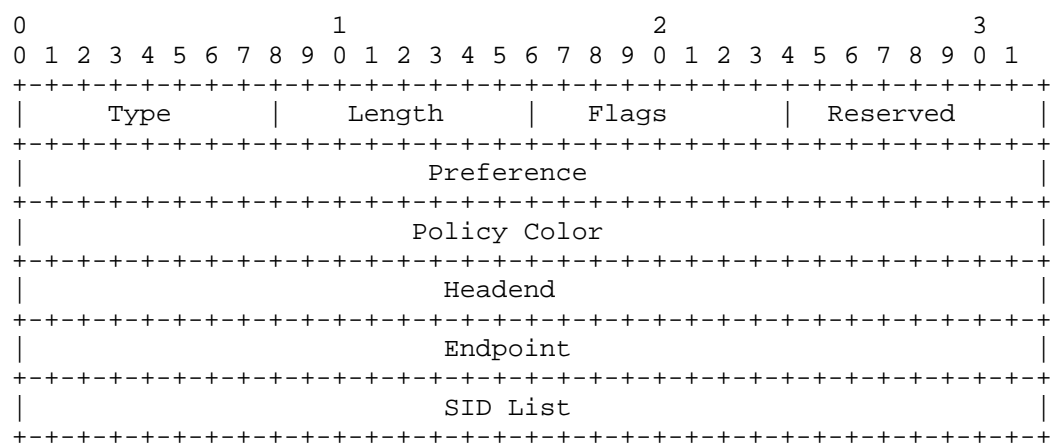 0                   1                   2                   3
0 1 2 3 4 5 6 7 8 9 0 1 2 3 4 5 6 7 8 9 0 1 2 3 4 5 6 7 8 9 0 1
+-+-+-+-+-+-+-+-+-+-+-+-+-+-+-+-+-+-+-+-+-+-+-+-+-+-+-+-+-+-+-+-+
|     Type      |    Length     |   Flags       |  Reserved     |
+-+-+-+-+-+-+-+-+-+-+-+-+-+-+-+-+-+-+-+-+-+-+-+-+-+-+-+-+-+-+-+-+
|                         Preference                            |
+-+-+-+-+-+-+-+-+-+-+-+-+-+-+-+-+-+-+-+-+-+-+-+-+-+-+-+-+-+-+-+-+
|                        Policy Color                           |
+-+-+-+-+-+-+-+-+-+-+-+-+-+-+-+-+-+-+-+-+-+-+-+-+-+-+-+-+-+-+-+-+
|                          Headend                              |
+-+-+-+-+-+-+-+-+-+-+-+-+-+-+-+-+-+-+-+-+-+-+-+-+-+-+-+-+-+-+-+-+
|                          Endpoint                             |
+-+-+-+-+-+-+-+-+-+-+-+-+-+-+-+-+-+-+-+-+-+-+-+-+-+-+-+-+-+-+-+-+
|                          SID List                             |
+-+-+-+-+-+-+-+-+-+-+-+-+-+-+-+-+-+-+-+-+-+-+-+-+-+-+-+-+-+-+-+-+